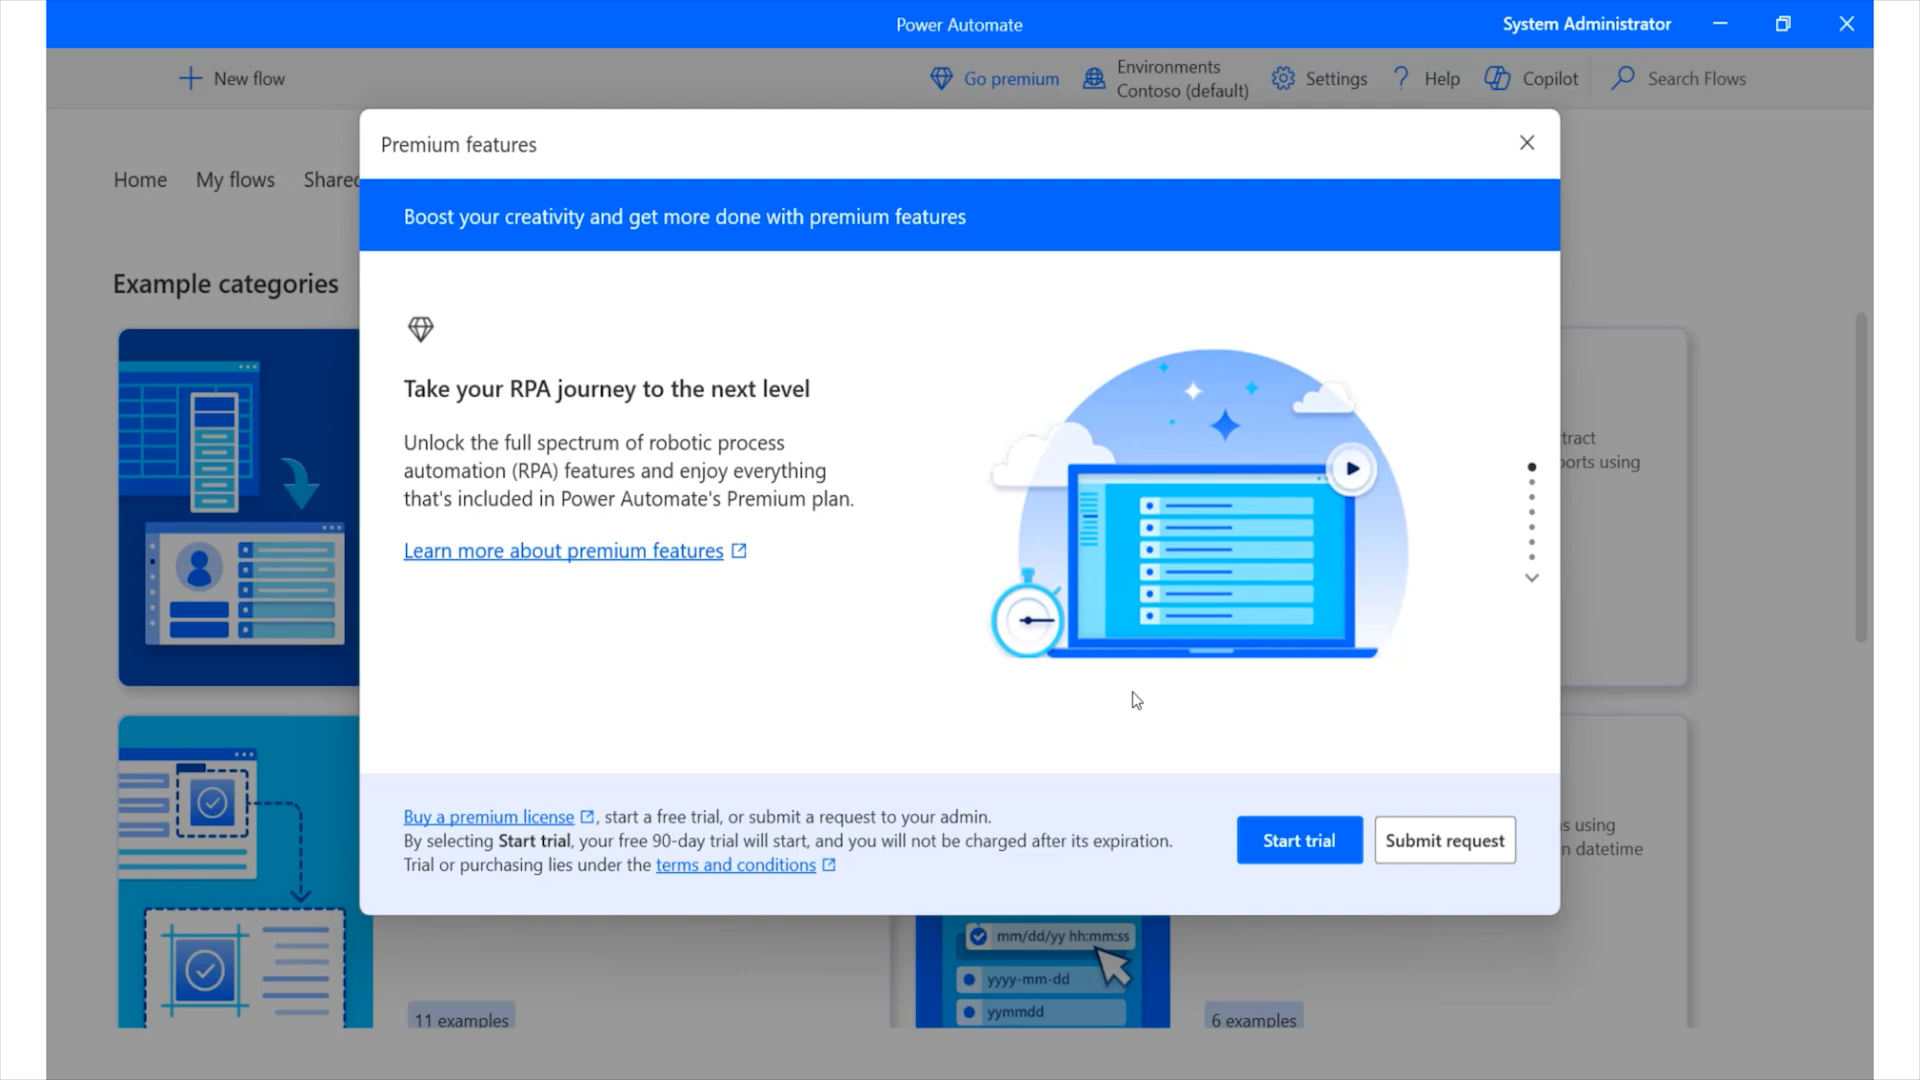 Power Automate
System Administrator
New flow
Go premium
Environments
Contoso (default)
Settings
Help
Copilot
Search Flows
Premium features
Home
My flows
Shared
Boost your creativity and get more done with premium features
Example categories
Take your RPA journey to the next level
Unlock the full spectrum of robotic process
automation (RPA) features and enjoy everything
that's included in Power Automate's Premium plan.
Learn more about premium features
Buy a premium license , start a free trial, or submit a request to your admin.
By selecting Start trial, your free 90-day trial will start, and you will not be charged after its expiration.
Trial or purchasing lies under the terms and conditions
Start trial
Submit request
using
datetime
using
mm/dd/yy hh:mm:ss
yyyy-mm-dd
yymmdd
11 examples
6 examples